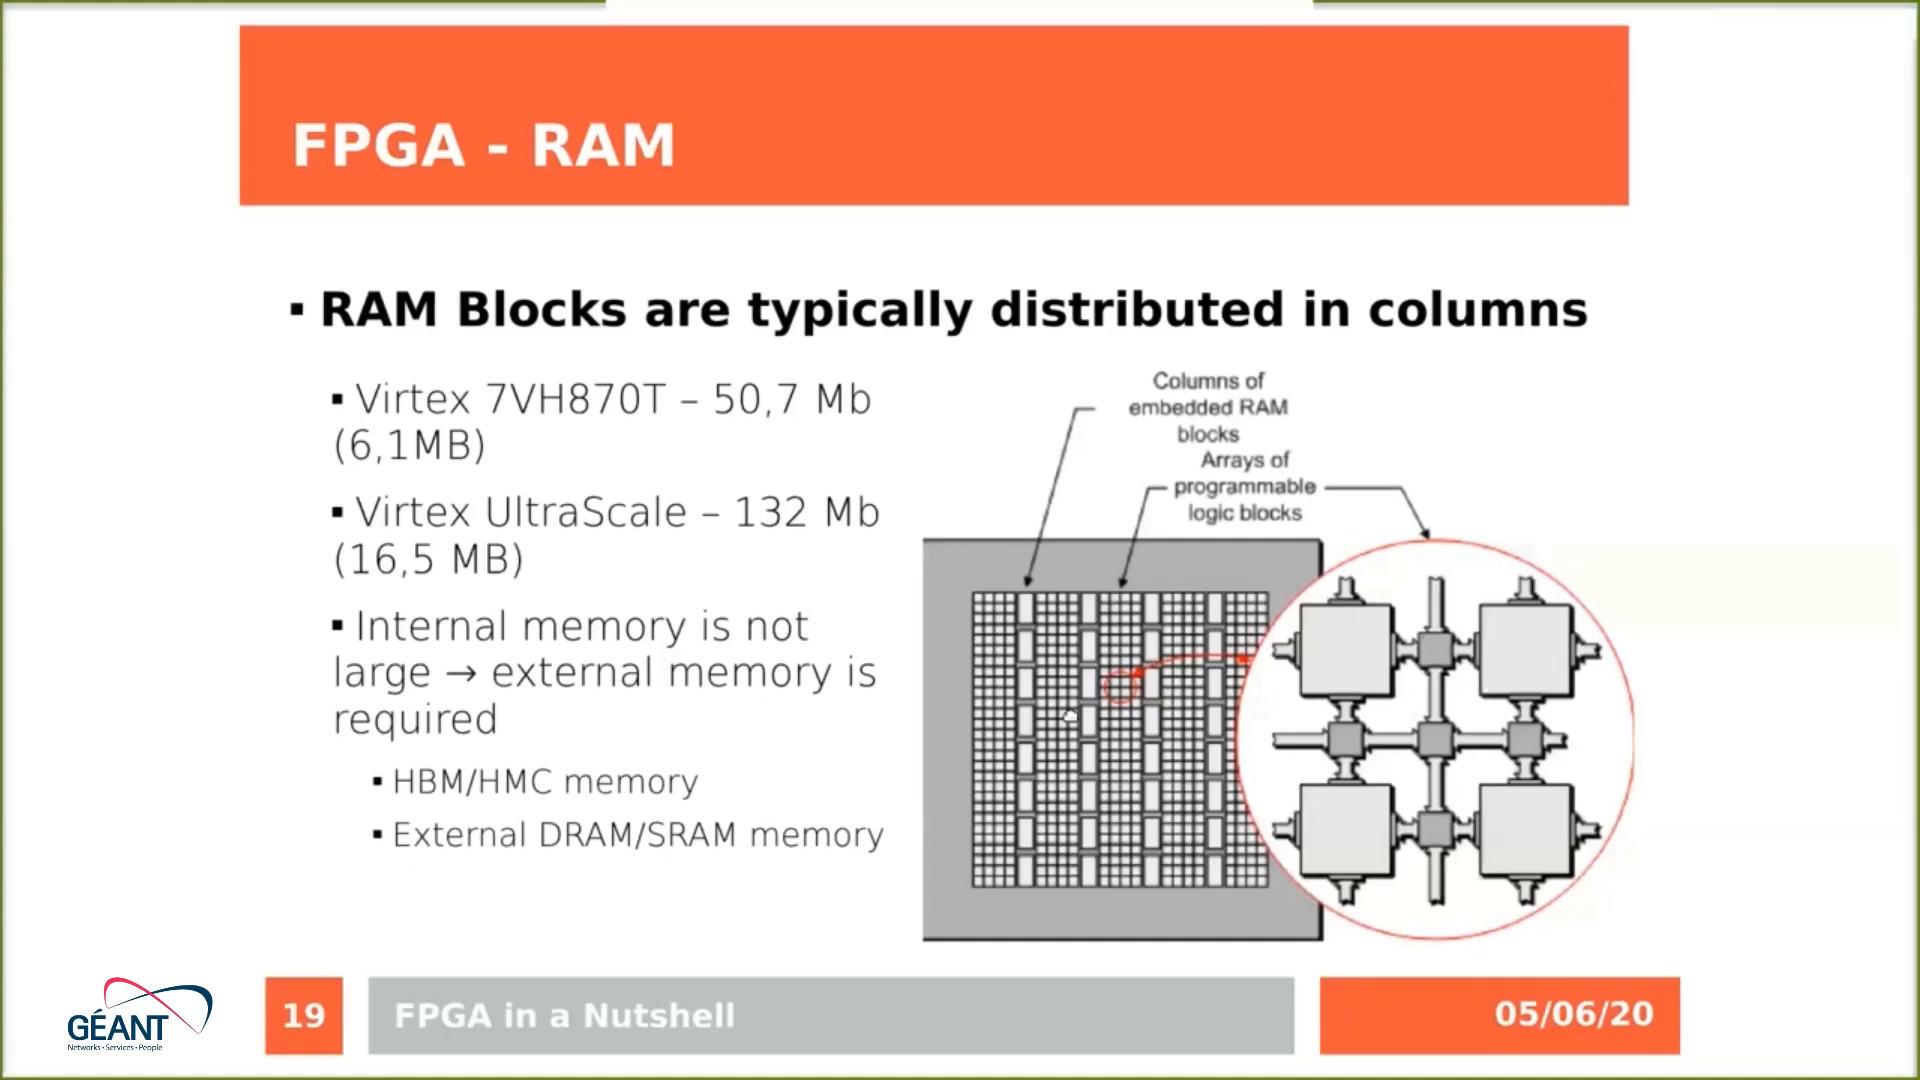 FPGA - RAM
▪ RAM Blocks are typically distributed in columns
▪ Virtex 7VH870T – 50,7 Mb
(6,1MB)
▪ Virtex UltraScale – 132 Mb
(16,5 MB)
▪ Internal memory is not
large → external memory is
required
▪ HBM/HMC memory
▪ External DRAM/SRAM memory
Columns of
embedded RAM
blocks
Arrays of
programmable
logic blocks
GÉANT
Networks • Services • People
19
FPGA in a Nutshell
05/06/20